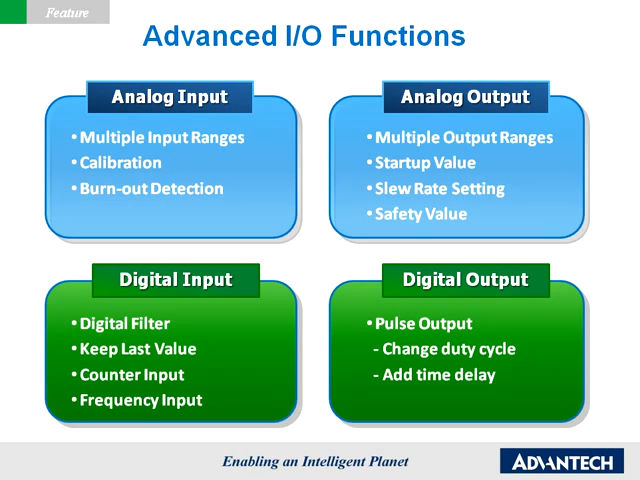 Feature
Advanced I/O Functions
Analog Input
• Multiple Input Ranges
• Calibration
• Burn-out Detection
Analog Output
• Multiple Output Ranges
• Startup Value
• Slew Rate Setting
• Safety Value
Digital Input
• Digital Filter
• Keep Last Value
• Counter Input
• Frequency Input
Digital Output
• Pulse Output
- Change duty cycle
- Add time delay
Enabling an Intelligent Planet
ADVANTECH